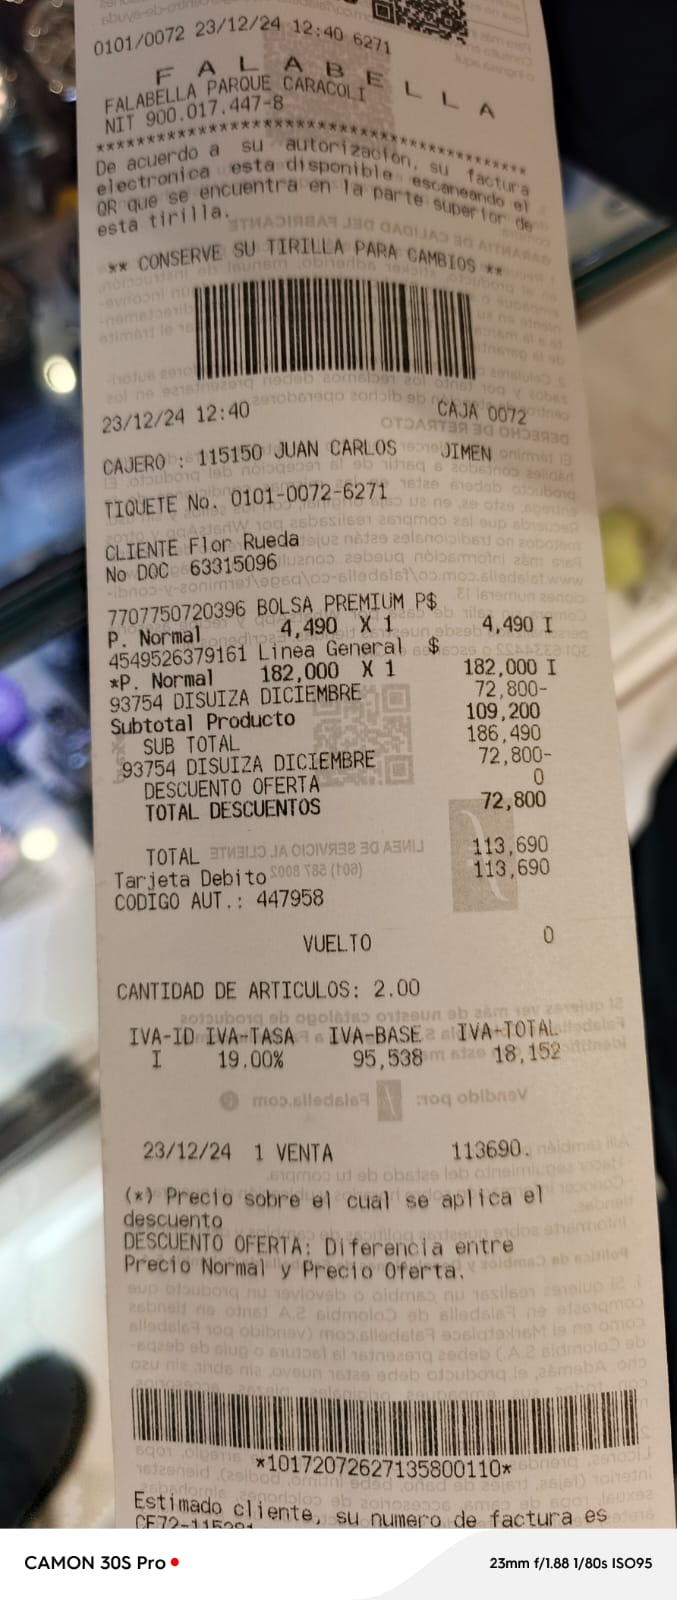 0101/0072 23/12/24 12:40 6271
F A L A B E L L A
FALABELLA PARQUE CARACOLI
NIT 900.017.447-8
****************************************
De acuerdo a su autorización, su factura
electronica esta disponible escaneando el
QR que se encuentra en la parte superior de
esta tirilla.
** CONSERVE SU TIRILLA PARA CAMBIOS **
23/12/24 12:40 CAJA 0072
CAJERO : 115150 JUAN CARLOS JIMEN
TIQUETE No. 0101-0072-6271
CLIENTE Flor Rueda
No DOC 63315096
7707750720396 BOLSA PREMIUM P$
P. Normal 4,490 X 1 4,490 I
4549526379161 Linea General $
*P. Normal 182,000 X 1 182,000 I
93754 DISUIZA DICIEMBRE 72,800-
Subtotal Producto 109,200
SUB TOTAL 186,490
93754 DISUIZA DICIEMBRE 72,800-
DESCUENTO OFERTA 0
TOTAL DESCUENTOS 72,800
TOTAL 113,690
Tarjeta Debito 113,690
CODIGO AUT.: 447958
VUELTO 0
CANTIDAD DE ARTICULOS: 2.00
IVA-ID IVA-TASA IVA-BASE IVA-TOTAL
I 19.00% 95,538 18,152
23/12/24 1 VENTA 113690.
(*) Precio sobre el cual se aplica el
descuento
DESCUENTO OFERTA: Diferencia entre
Precio Normal y Precio Oferta.
*10172072627135800110*
Estimado cliente, su numero de factura es
CAMON 30S Pro
23mm f/1.88 1/80s ISO95